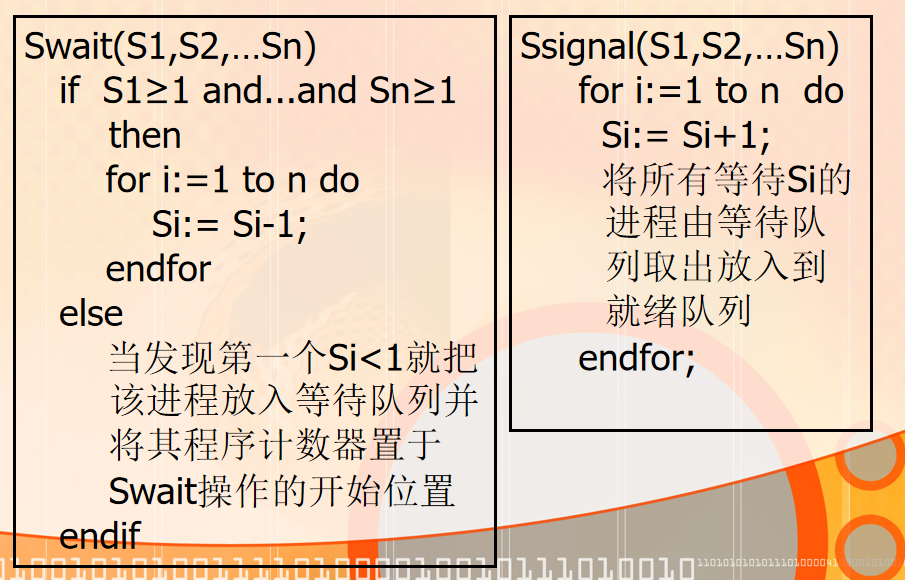 Swait(S1,S2,…Sn)
if S1≥1 and...and Sn≥1
then
for i:=1 to n do
Si:= Si-1;
endfor
else
当发现第一个Si<1就把
该进程放入等待队列并
将其程序计数器置于
Swait操作的开始位置
endif
Ssignal(S1,S2,…Sn)
for i:=1 to n do
Si:= Si+1;
将所有等待Si的
进程由等待队
列取出放入到
就绪队列
endfor;